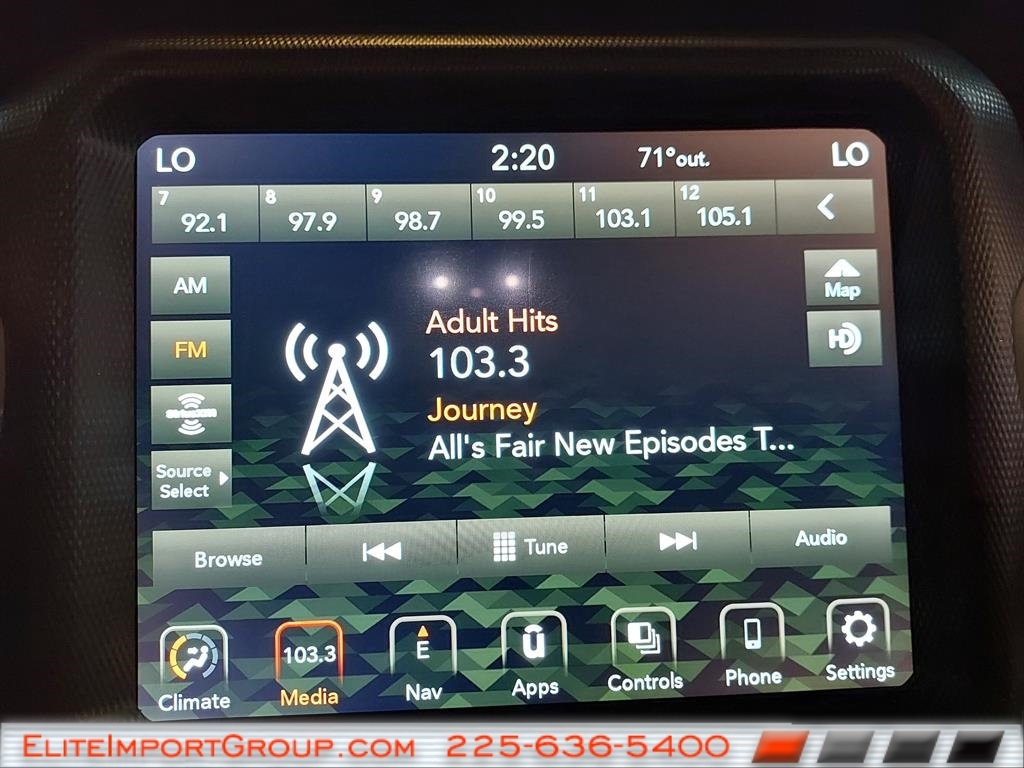 LO 2:20 71°out. LO
7 92.1 8 97.9 9 98.7 10 99.5 11 103.1 12 105.1
AM
Map
FM
HD
SiriusXM
Source
Select
Adult Hits
103.3
Journey
All's Fair New Episodes T...
Browse Tune Audio
103.3 E
Climate Media Nav Apps Controls Phone Settings
EliteImportGroup.com 225-636-5400